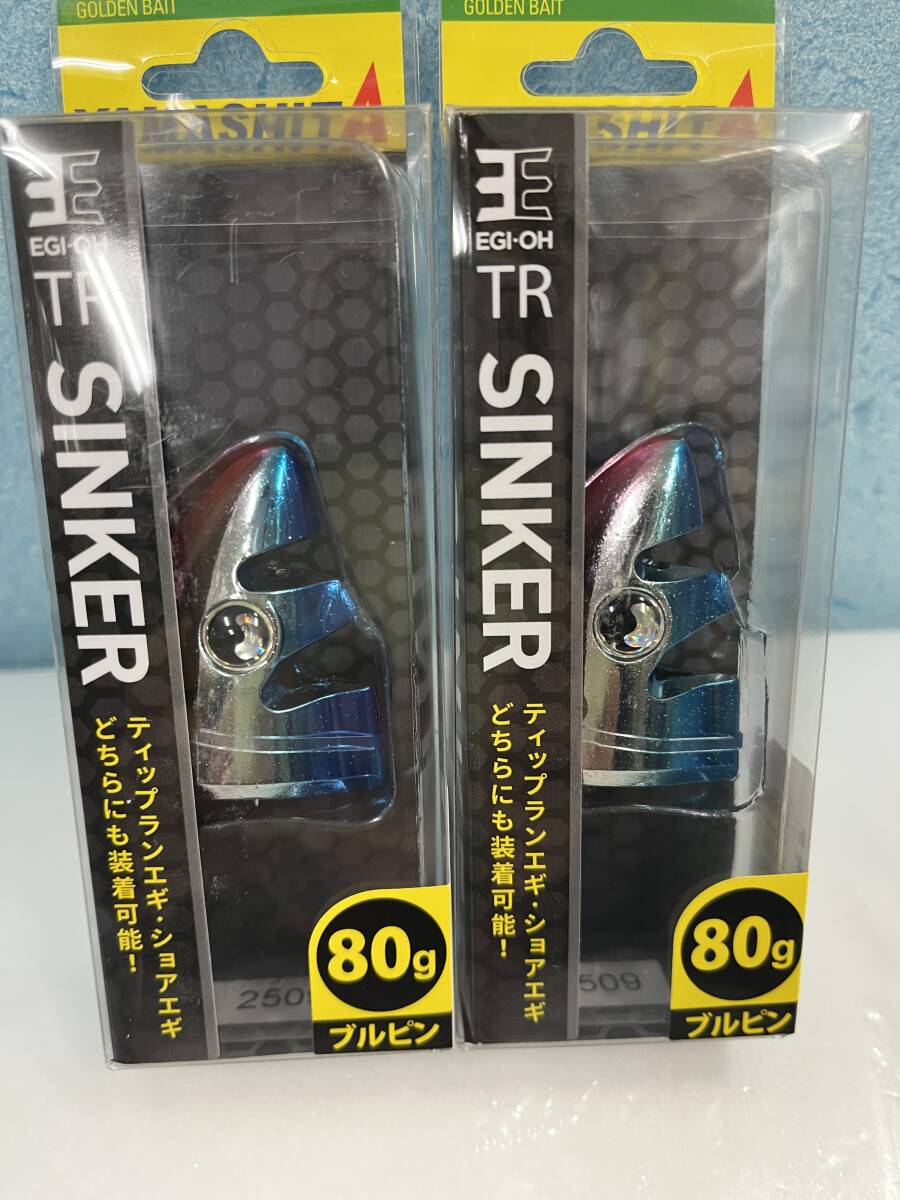 GOLDEN BAIT
YAMASHITA
EGI-OH
TR SINKER
ティップランエギ・ショアエギ
どちらにも装着可能！
80g
ブルピン
GOLDEN BAIT
SHITA
EGI-OH
TR SINKER
ティップランエギ・ショアエギ
どちらにも装着可能！
509
80g
ブルピン